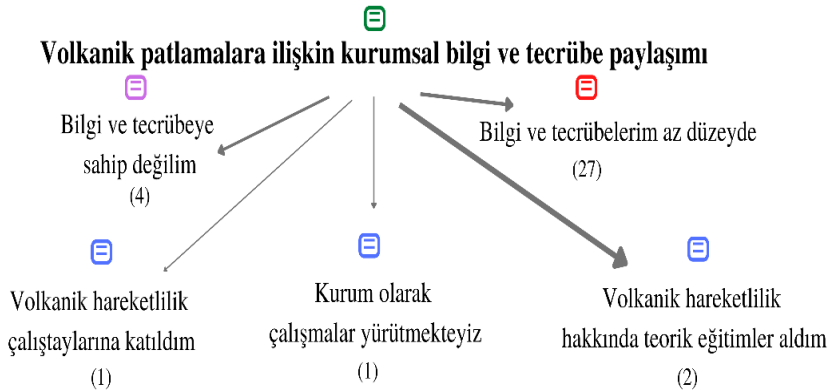 Volkanik patlamalara ilişkin kurumsal bilgi ve tecrübe paylaşımı
Bilgi ve tecrübeye
sahip değilim
(4)
Bilgi ve tecrübelerim az düzeyde
(27)
Volkanik hareketlilik
çalıştaylarına katıldım
(1)
Kurum olarak
çalışmalar yürütmekteyiz
(1)
Volkanik hareketlilik
hakkında teorik eğitimler aldım
(2)